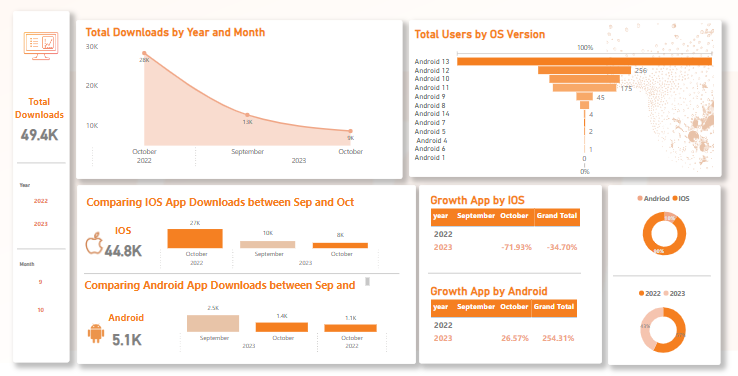 Total
Downloads
49.4K
Year
2022
2023
Month
9
10
Total Downloads by Year and Month
30K
20K
10K
28K
13K
October
September
October
2022
2023
Total Users by OS Version
100%
Android 13
Android 12
256
Android 10
Android 11
175
Android 9
45
Android 8
Android 14
4
Android 7
Android 5
2
Android 4
Android 6
1
Android 1
0
0%
Comparing IOS App Downloads between Sep and Oct
IOS
44.8K
27K
10K
8K
October
September
October
2022
2023
Comparing Android App Downloads between Sep and
Android
5.1K
2.5K
1.4K
1.1K
September
October
October
2023
2022
Growth App by IOS
year September October Grand Total
2022
2023 -71.93% -34.70%
Growth App by Android
year September October Grand Total
2022
2023 26.57% 254.31%
Andriod IOS
2022 2023